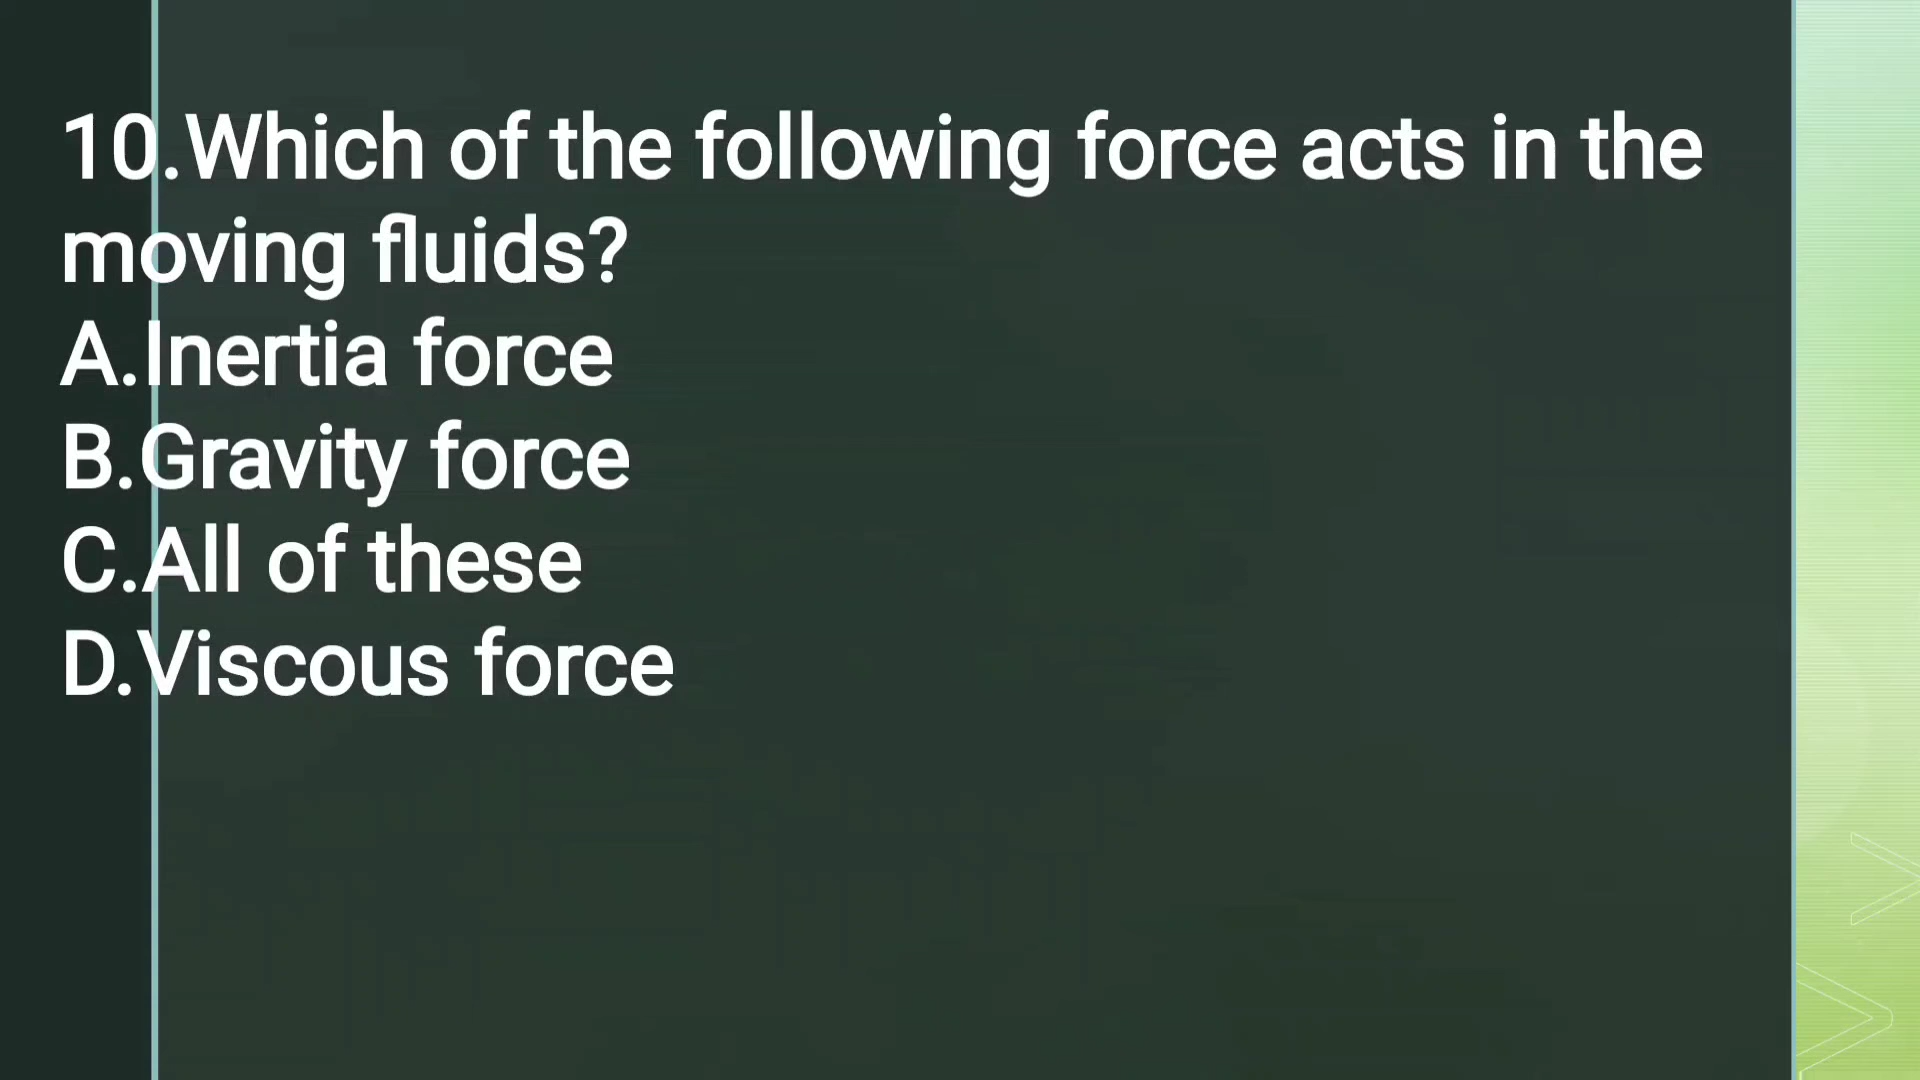 10.Which of the following force acts in the
moving fluids?
A.Inertia force
B.Gravity force
C.All of these
D.Viscous force